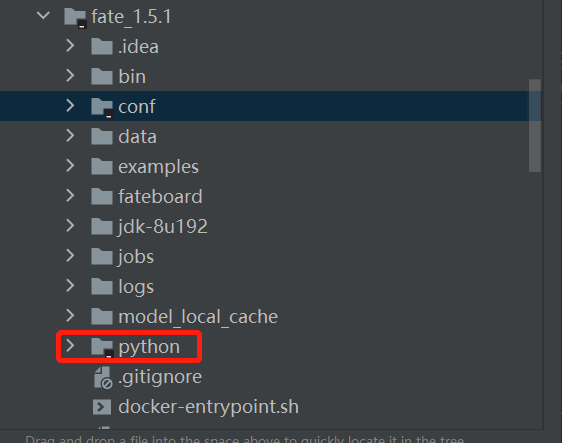 fate_1.5.1
.idea
bin
conf
data
examples
fateboard
jdk-8u192
jobs
logs
model_local_cache
python
.gitignore
docker-entrypoint.sh
Drag and drop a file into the space above to quickly locate it in the tree